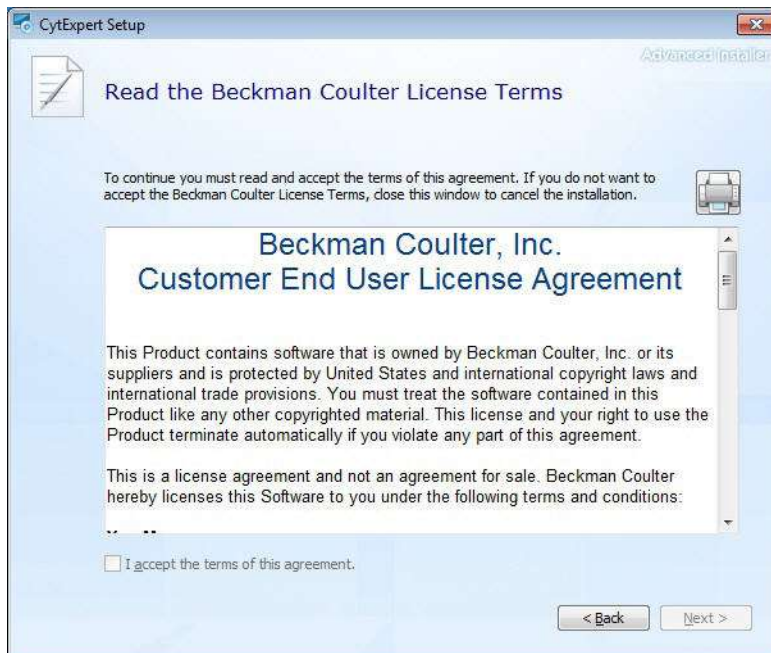 CytExpert Setup
Advanced Installer
Read the Beckman Coulter License Terms
To continue you must read and accept the terms of this agreement. If you do not want to
accept the Beckman Coulter License Terms, close this window to cancel the installation.
Beckman Coulter, Inc.
Customer End User License Agreement
This Product contains software that is owned by Beckman Coulter, Inc. or its
suppliers and is protected by United States and international copyright laws and
international trade provisions. You must treat the software contained in this
Product like any other copyrighted material. This license and your right to use the
Product terminate automatically if you violate any part of this agreement.
This is a license agreement and not an agreement for sale. Beckman Coulter
hereby licenses this Software to you under the following terms and conditions:
I accept the terms of this agreement.
< Back
Next >